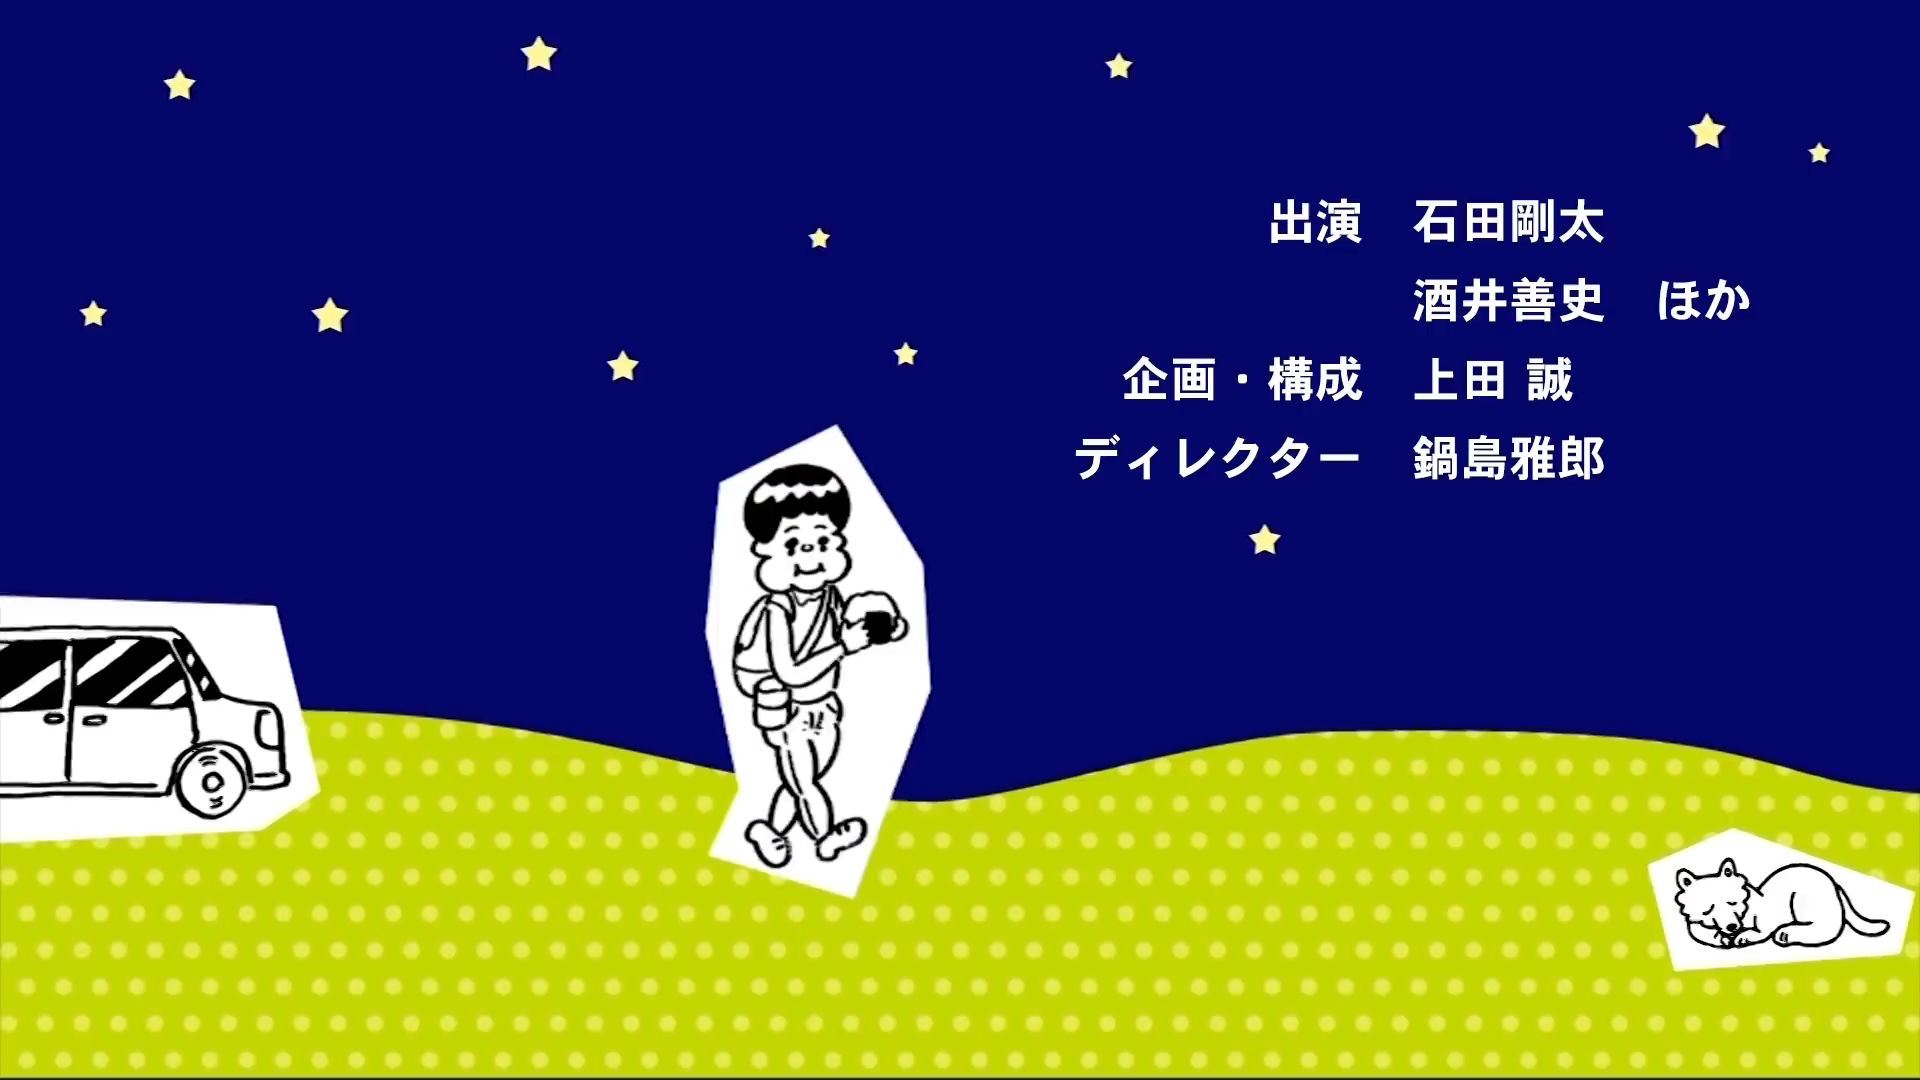 出演　石田剛太
酒井善史　ほか
企画・構成　上田 誠
ディレクター　鍋島雅郎